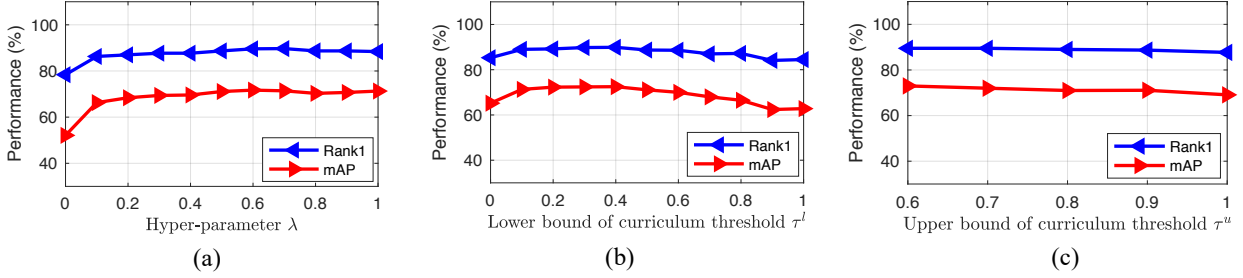 Performance (%)
100
80
60
40
0
0.2
0.4
0.6
0.8
1
Rank1
mAP
Hyper-parameter λ
(a)
Performance (%)
100
80
60
40
0
0.2
0.4
0.6
0.8
1
Rank1
mAP
Lower bound of curriculum threshold τˡ
(b)
Performance (%)
100
80
60
40
0.6
0.7
0.8
0.9
1
Rank1
mAP
Upper bound of curriculum threshold τᵘ
(c)